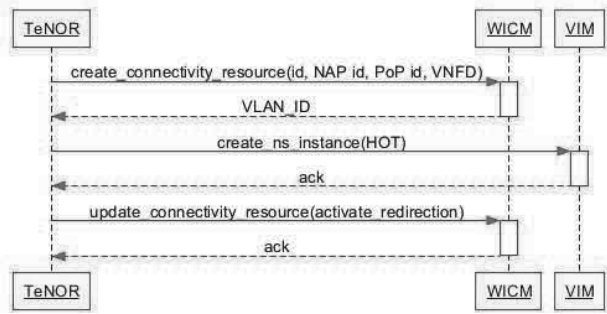 TeNOR
WICM
VIM
create_connectivity_resource(id, NAP id, PoP id, VNFD)
VLAN_ID
create_ns_instance(HOT)
ack
update_connectivity_resource(activate_redirection)
ack
TeNOR
WICM
VIM